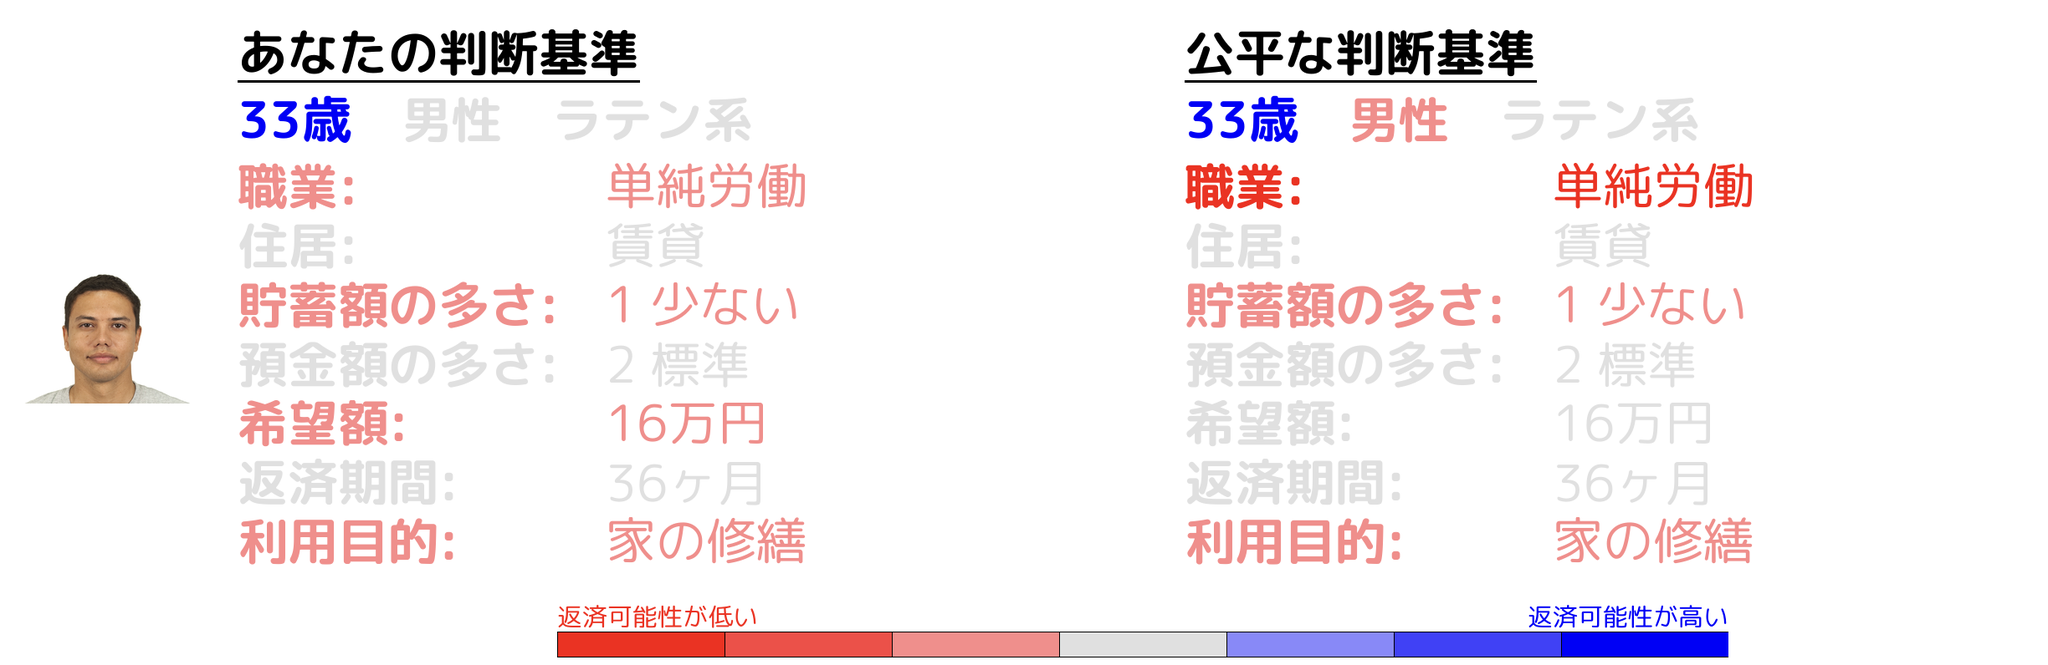 あなたの判断基準
33歳 男性 ラテン系
職業: 単純労働
住居: 賃貸
貯蓄額の多さ: 1 少ない
預金額の多さ: 2 標準
希望額: 16万円
返済期間: 36ヶ月
利用目的: 家の修繕
公平な判断基準
33歳 男性 ラテン系
職業: 単純労働
住居: 賃貸
貯蓄額の多さ: 1 少ない
預金額の多さ: 2 標準
希望額: 16万円
返済期間: 36ヶ月
利用目的: 家の修繕
返済可能性が低い
返済可能性が高い